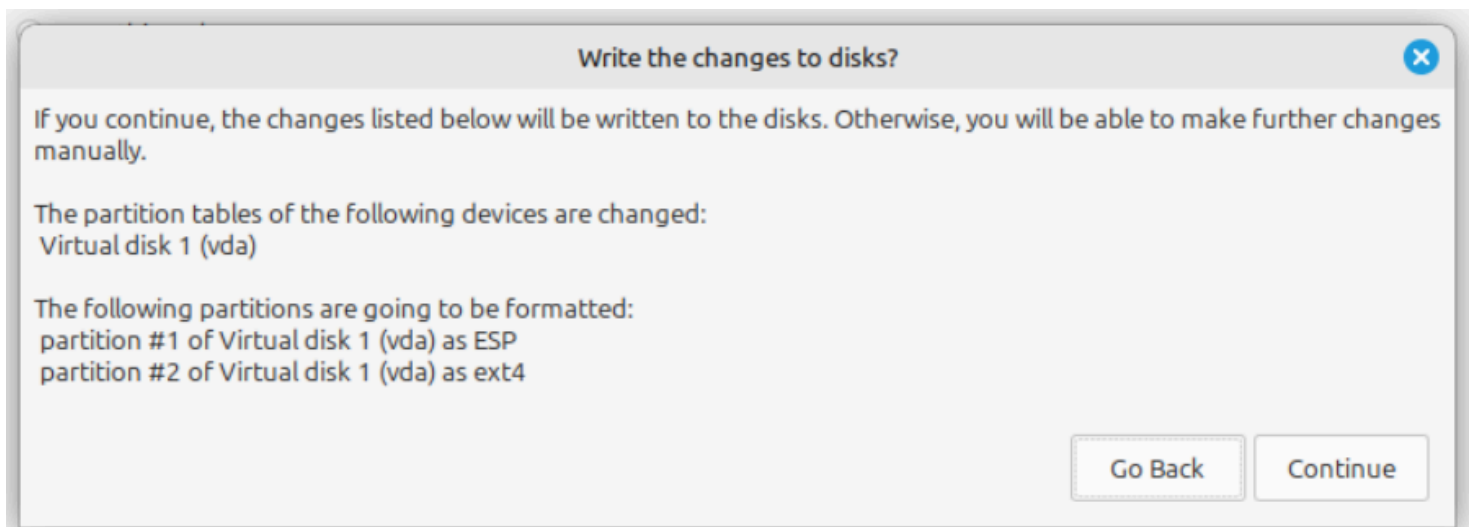 Write the changes to disks?
If you continue, the changes listed below will be written to the disks. Otherwise, you will be able to make further changes
manually.
The partition tables of the following devices are changed:
Virtual disk 1 (vda)
The following partitions are going to be formatted:
partition #1 of Virtual disk 1 (vda) as ESP
partition #2 of Virtual disk 1 (vda) as ext4
Go Back
Continue